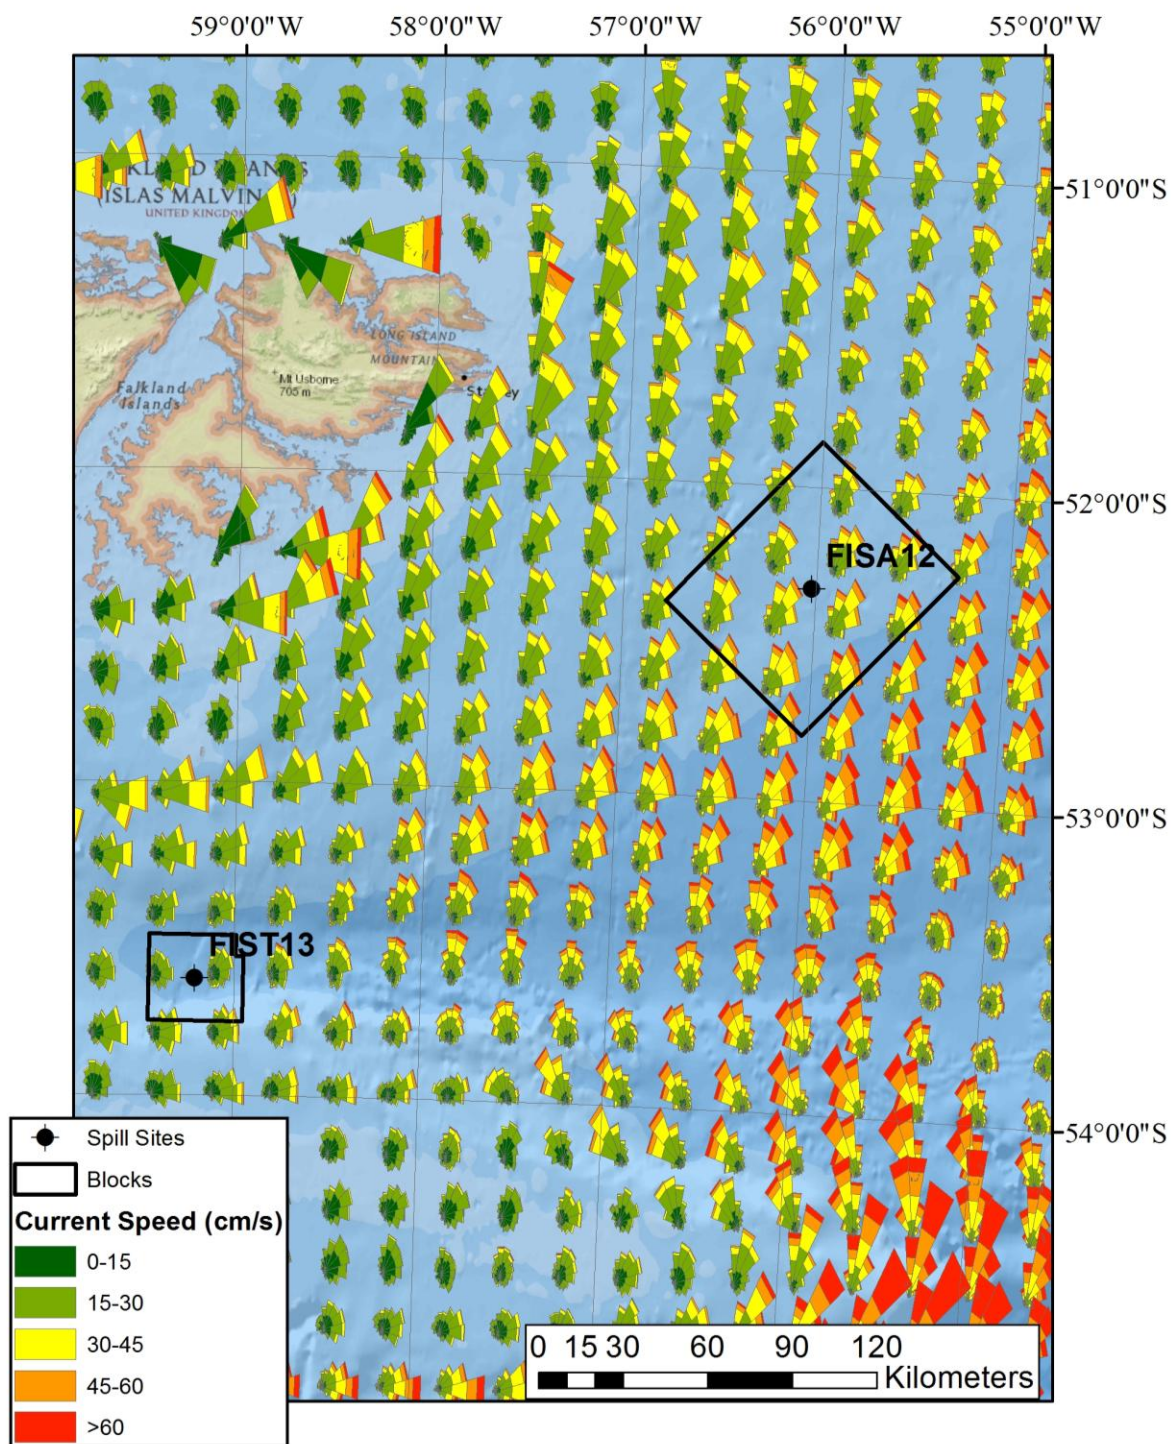 59°0'0"W 58°0'0"W 57°0'0"W 56°0'0"W 55°0'0"W
51°0'0"S
ISLAS MALVIN
UNITED KINGDOM
LONG ISLAND
MOUNTAIN
Mt Usborne
705 m
Falkland
Islands
52°0'0"S
FISA12
53°0'0"S
FIST13
54°0'0"S
Spill Sites
Blocks
Current Speed (cm/s)
0-15
15-30
30-45
45-60
>60
0 15 30 60 90 120
Kilometers